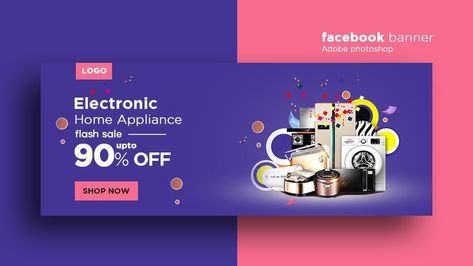 facebook banner
Adobe photoshop
LOGO
Electronic
Home Appliance
flash sale
upto
90% OFF
SHOP NOW